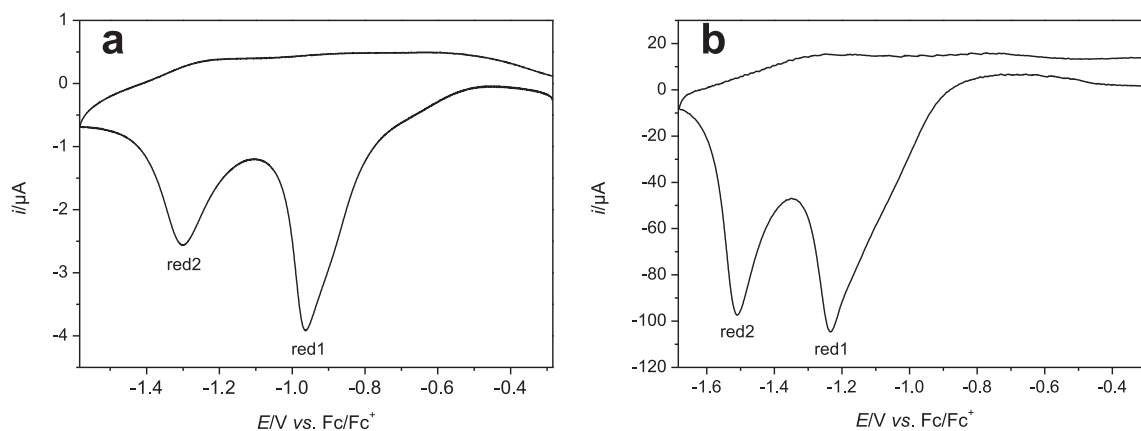 a
1
0
-1
-2
-3
-4
i/µA
red2
red1
-1.4
-1.2
-1.0
-0.8
-0.6
-0.4
E/V vs. Fc/Fc⁺
b
20
0
-20
-40
-60
-80
-100
-120
i/µA
red2
red1
-1.6
-1.4
-1.2
-1.0
-0.8
-0.6
-0.4
E/V vs. Fc/Fc⁺